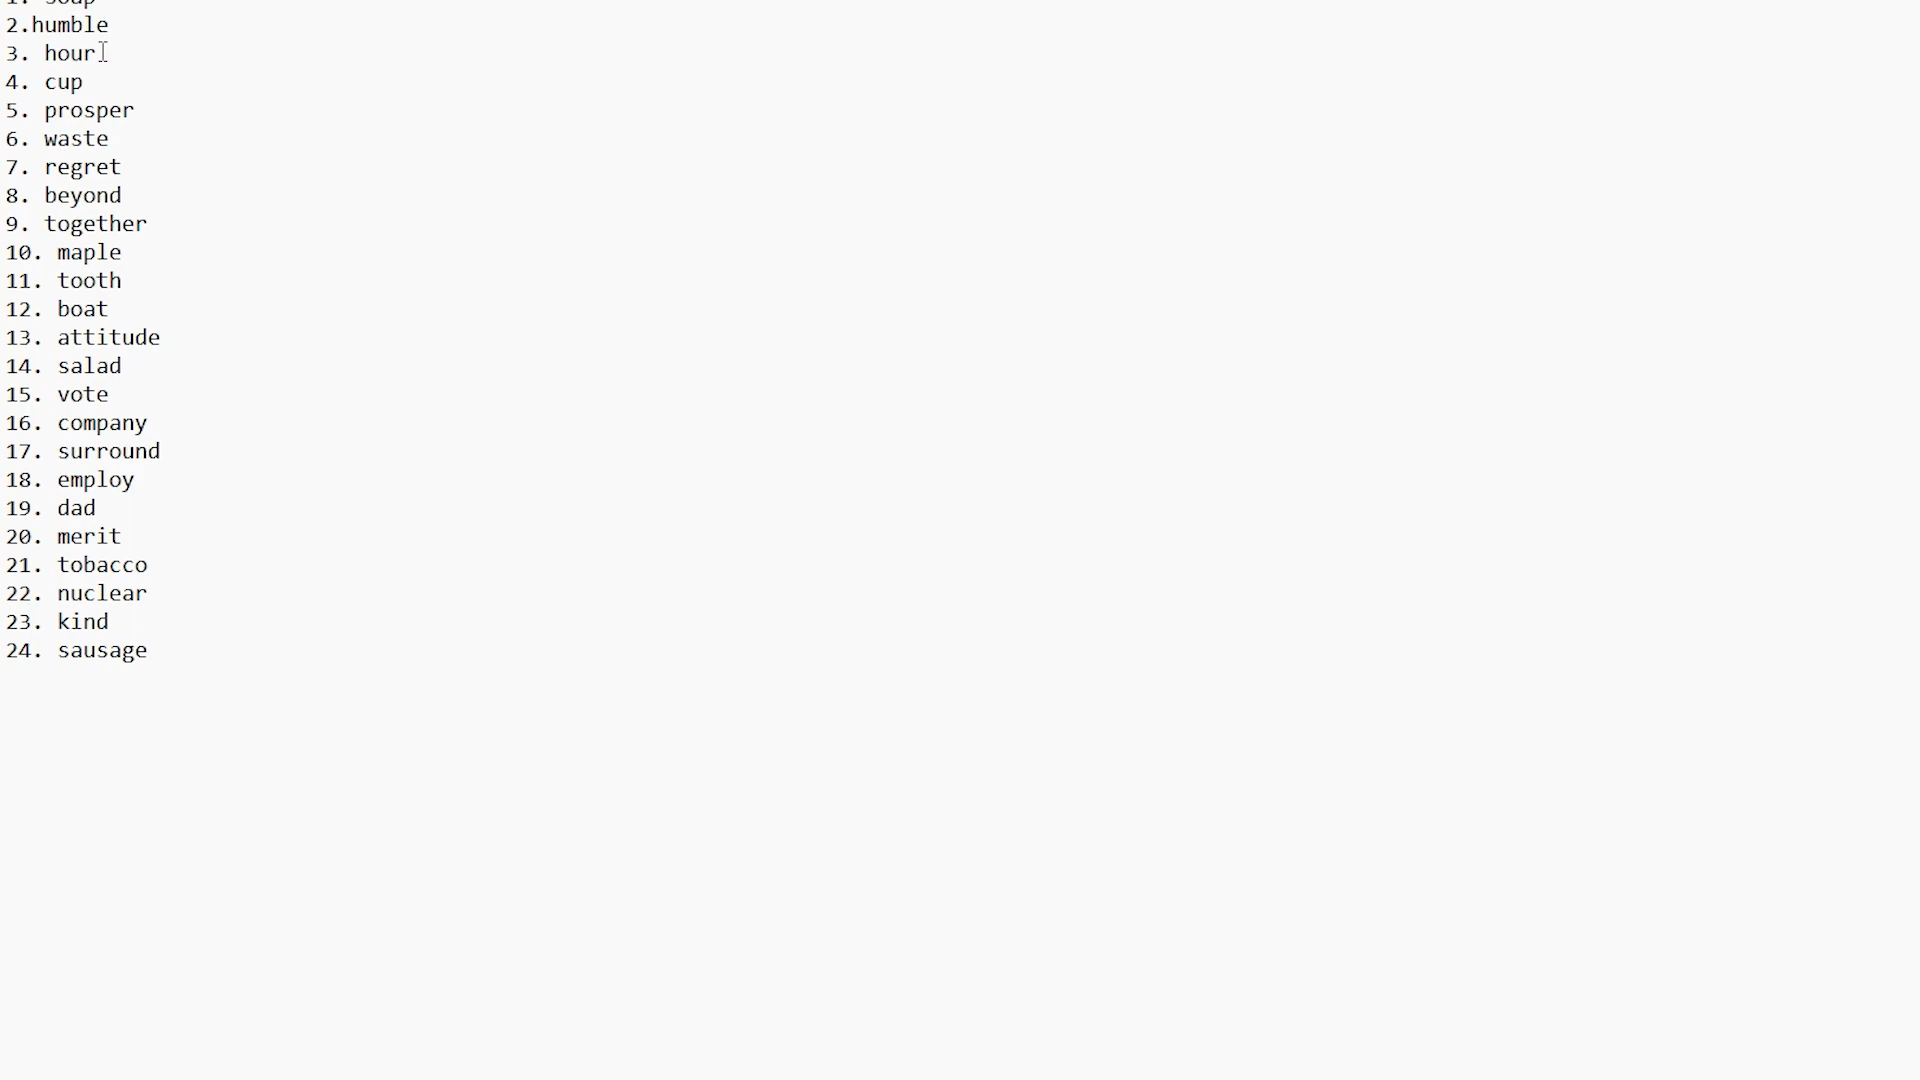 1.
2.humble
3. hour
4. cup
5. prosper
6. waste
7. regret
8. beyond
9. together
10. maple
11. tooth
12. boat
13. attitude
14. salad
15. vote
16. company
17. surround
18. employ
19. dad
20. merit
21. tobacco
22. nuclear
23. kind
24. sausage